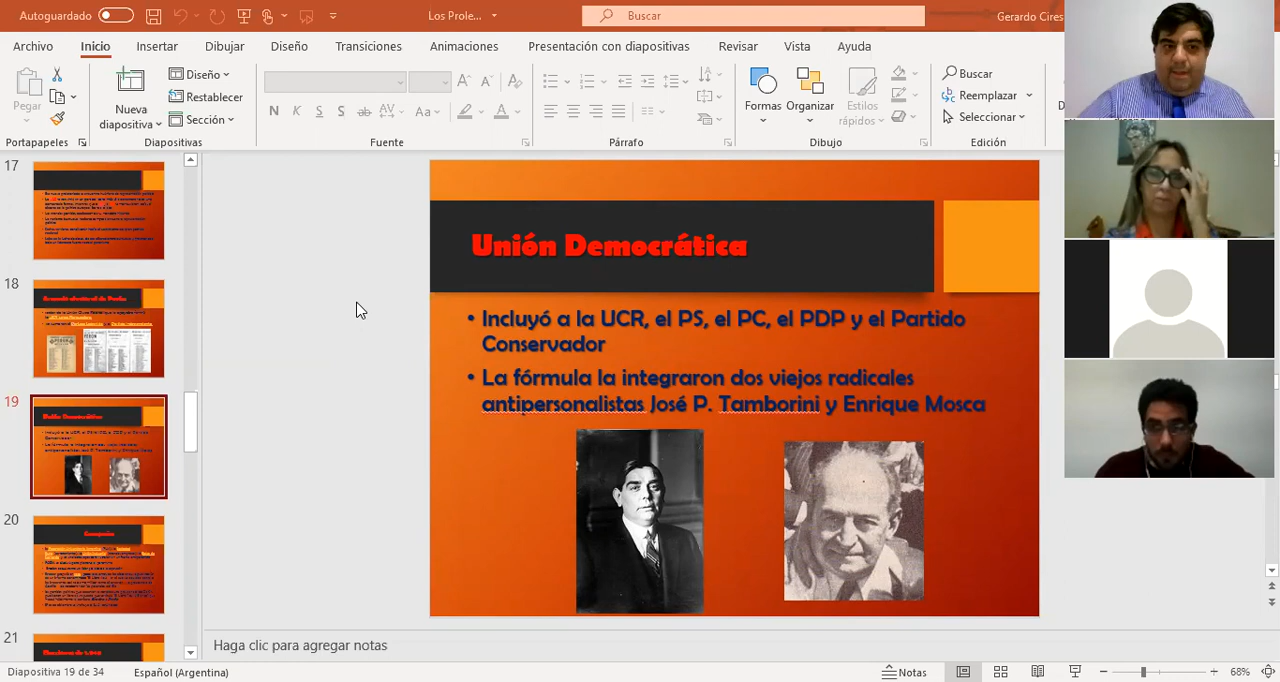 Autoguardado
Los Prole...
Buscar
Gerardo Cires
Archivo Inicio Insertar Dibujar Diseño Transiciones Animaciones Presentación con diapositivas Revisar Vista Ayuda
Pegar
Nueva
diapositiva
Diseño
Restablecer
Sección
N K S S ab AV Aa A
Formas
Organizar
Estilos
rápidos
Buscar
Reemplazar
Seleccionar
Portapapeles
Diapositivas
Fuente
Párrafo
Dibujo
Edición
17
18
19
20
21
Unión Democrática
• Incluyó a la UCR, el PS, el PC, el PDP y el Partido
Conservador
• La fórmula la integraron dos viejos radicales
antipersonalistas José P. Tamborini y Enrique Mosca
Haga clic para agregar notas
Diapositiva 19 de 34
Español (Argentina)
Notas
68%